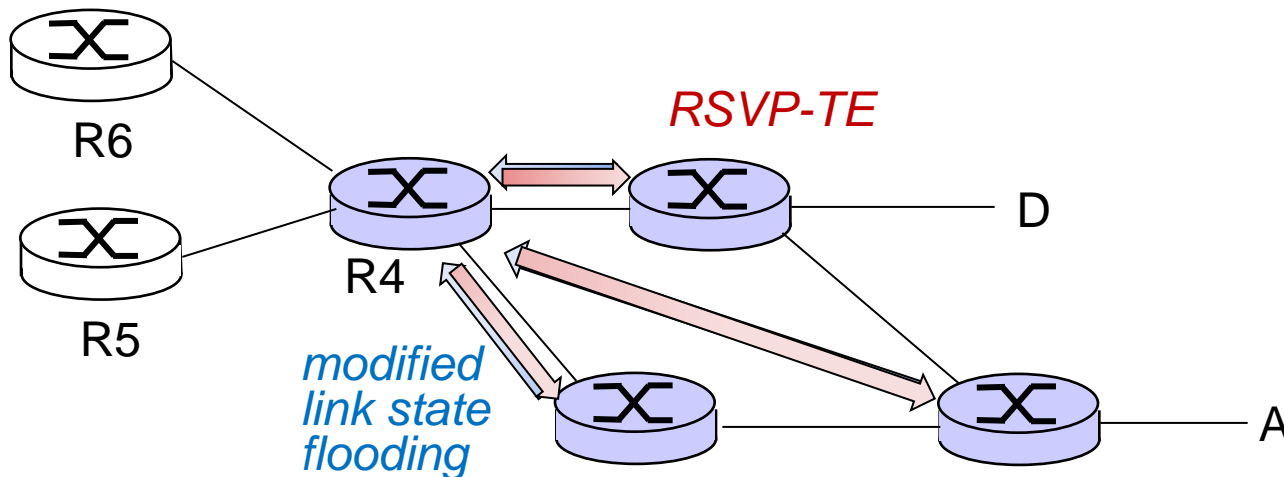 R6
RSVP-TE
D
R4
R5
modified
link state
flooding
A